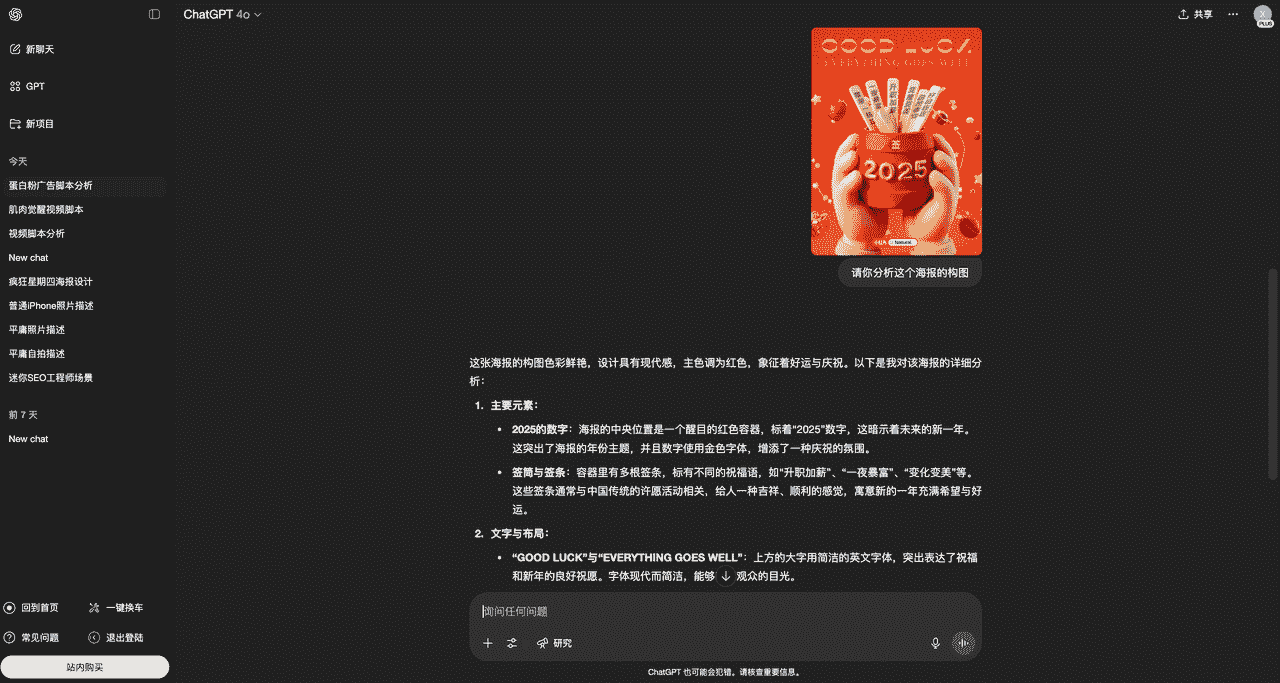 ChatGPT 4o
共享
PLUS
新聊天
GPT
新项目
今天
蛋白粉广告脚本分析
肌肉觉醒视频脚本
视频脚本分析
New chat
疯狂星期四海报设计
普通iPhone照片描述
平庸照片描述
平庸自拍描述
迷你SEO工程师场景
前 7 天
New chat
回到首页
一键换车
常见问题
退出登陆
站内购买
GOOD LUCK
EVERYTHING GOES WELL
升职加薪
2025
请你分析这个海报的构图
这张海报的构图色彩鲜艳，设计具有现代感，主色调为红色，象征着好运与庆祝。以下是我对该海报的详细分
析：
1. 主要元素：
• 2025的数字：海报的中央位置是一个醒目的红色容器，标着“2025”数字，这暗示着未来的新一年。
这突出了海报的年份主题，并且数字使用金色字体，增添了一种庆祝的氛围。
• 签筒与签条：容器里有多根签条，标有不同的祝福语，如“升职加薪”、“一夜暴富”、“变化变美”等。
这些签条通常与中国传统的许愿活动相关，给人一种吉祥、顺利的感觉，寓意新的一年充满希望与好
运。
2. 文字与布局：
• “GOOD LUCK”与“EVERYTHING GOES WELL”：上方的大字用简洁的英文字体，突出表达了祝福
和新年的良好祝愿。字体现代而简洁，能够 观众的目光。
询问任何问题
研究
ChatGPT 也可能会犯错。请核查重要信息。